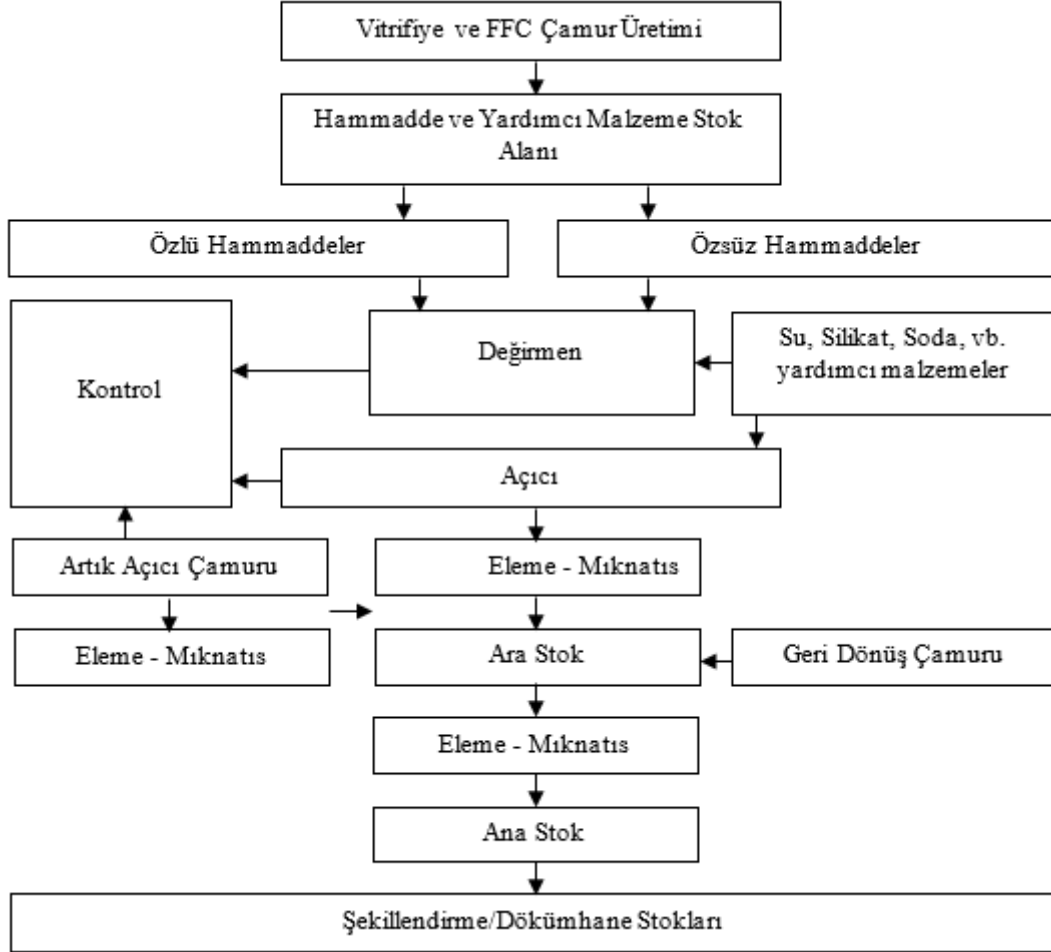 Vitrifiye ve FFC Çamur Üretimi
Hammadde ve Yardımcı Malzeme Stok
Alanı
Özlü Hammaddeler
Özsüz Hammaddeler
Kontrol
Değirmen
Su, Silikat, Soda, vb.
yardımcı malzemeler
Açıcı
Artık Açıcı Çamuru
Eleme - Mıknatıs
Eleme - Mıknatıs
Ara Stok
Geri Dönüş Çamuru
Eleme - Mıknatıs
Ana Stok
Şekillendirme/Dökümhane Stokları